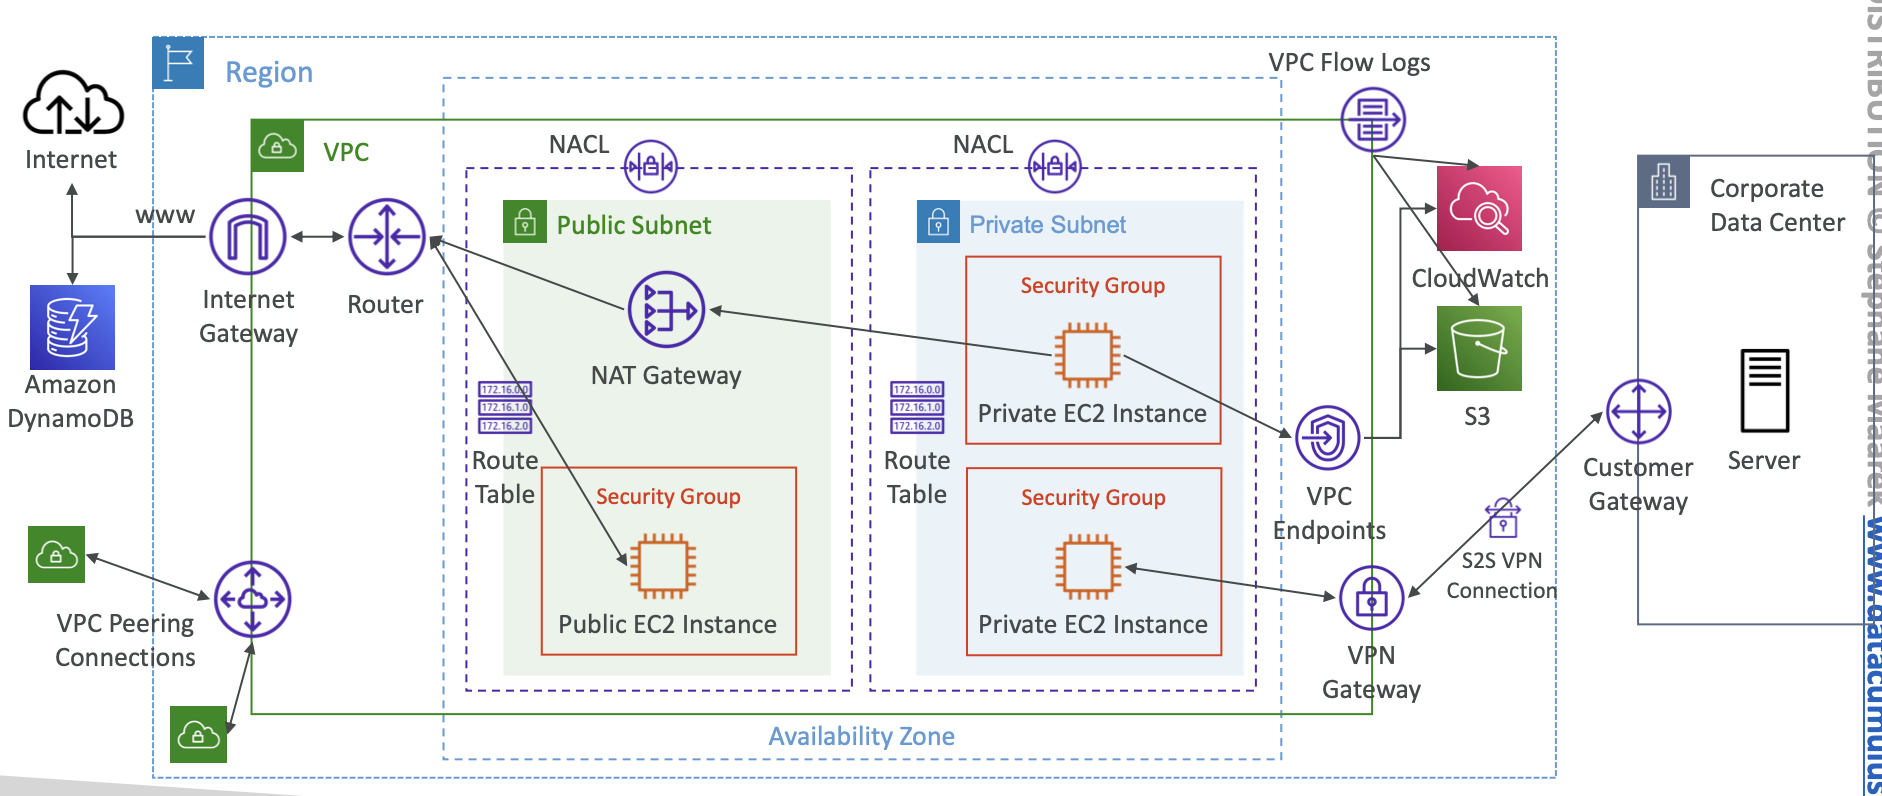 Region
VPC Flow Logs
Internet
VPC
NACL
NACL
www
Public Subnet
Private Subnet
Corporate
Data Center
Security Group
CloudWatch
Internet
Gateway
Router
NAT Gateway
Amazon
DynamoDB
172.16.0.0
172.16.1.0
172.16.2.0
172.16.0.0
172.16.1.0
172.16.2.0
Private EC2 Instance
S3
Route
Table
Route
Table
Security Group
Security Group
VPC
Endpoints
Customer
Gateway
Server
S2S VPN
Connection
VPC Peering
Connections
Public EC2 Instance
Private EC2 Instance
VPN
Gateway
Availability Zone
DISTRIBUTION © Stephane Maarek www.datacumulus